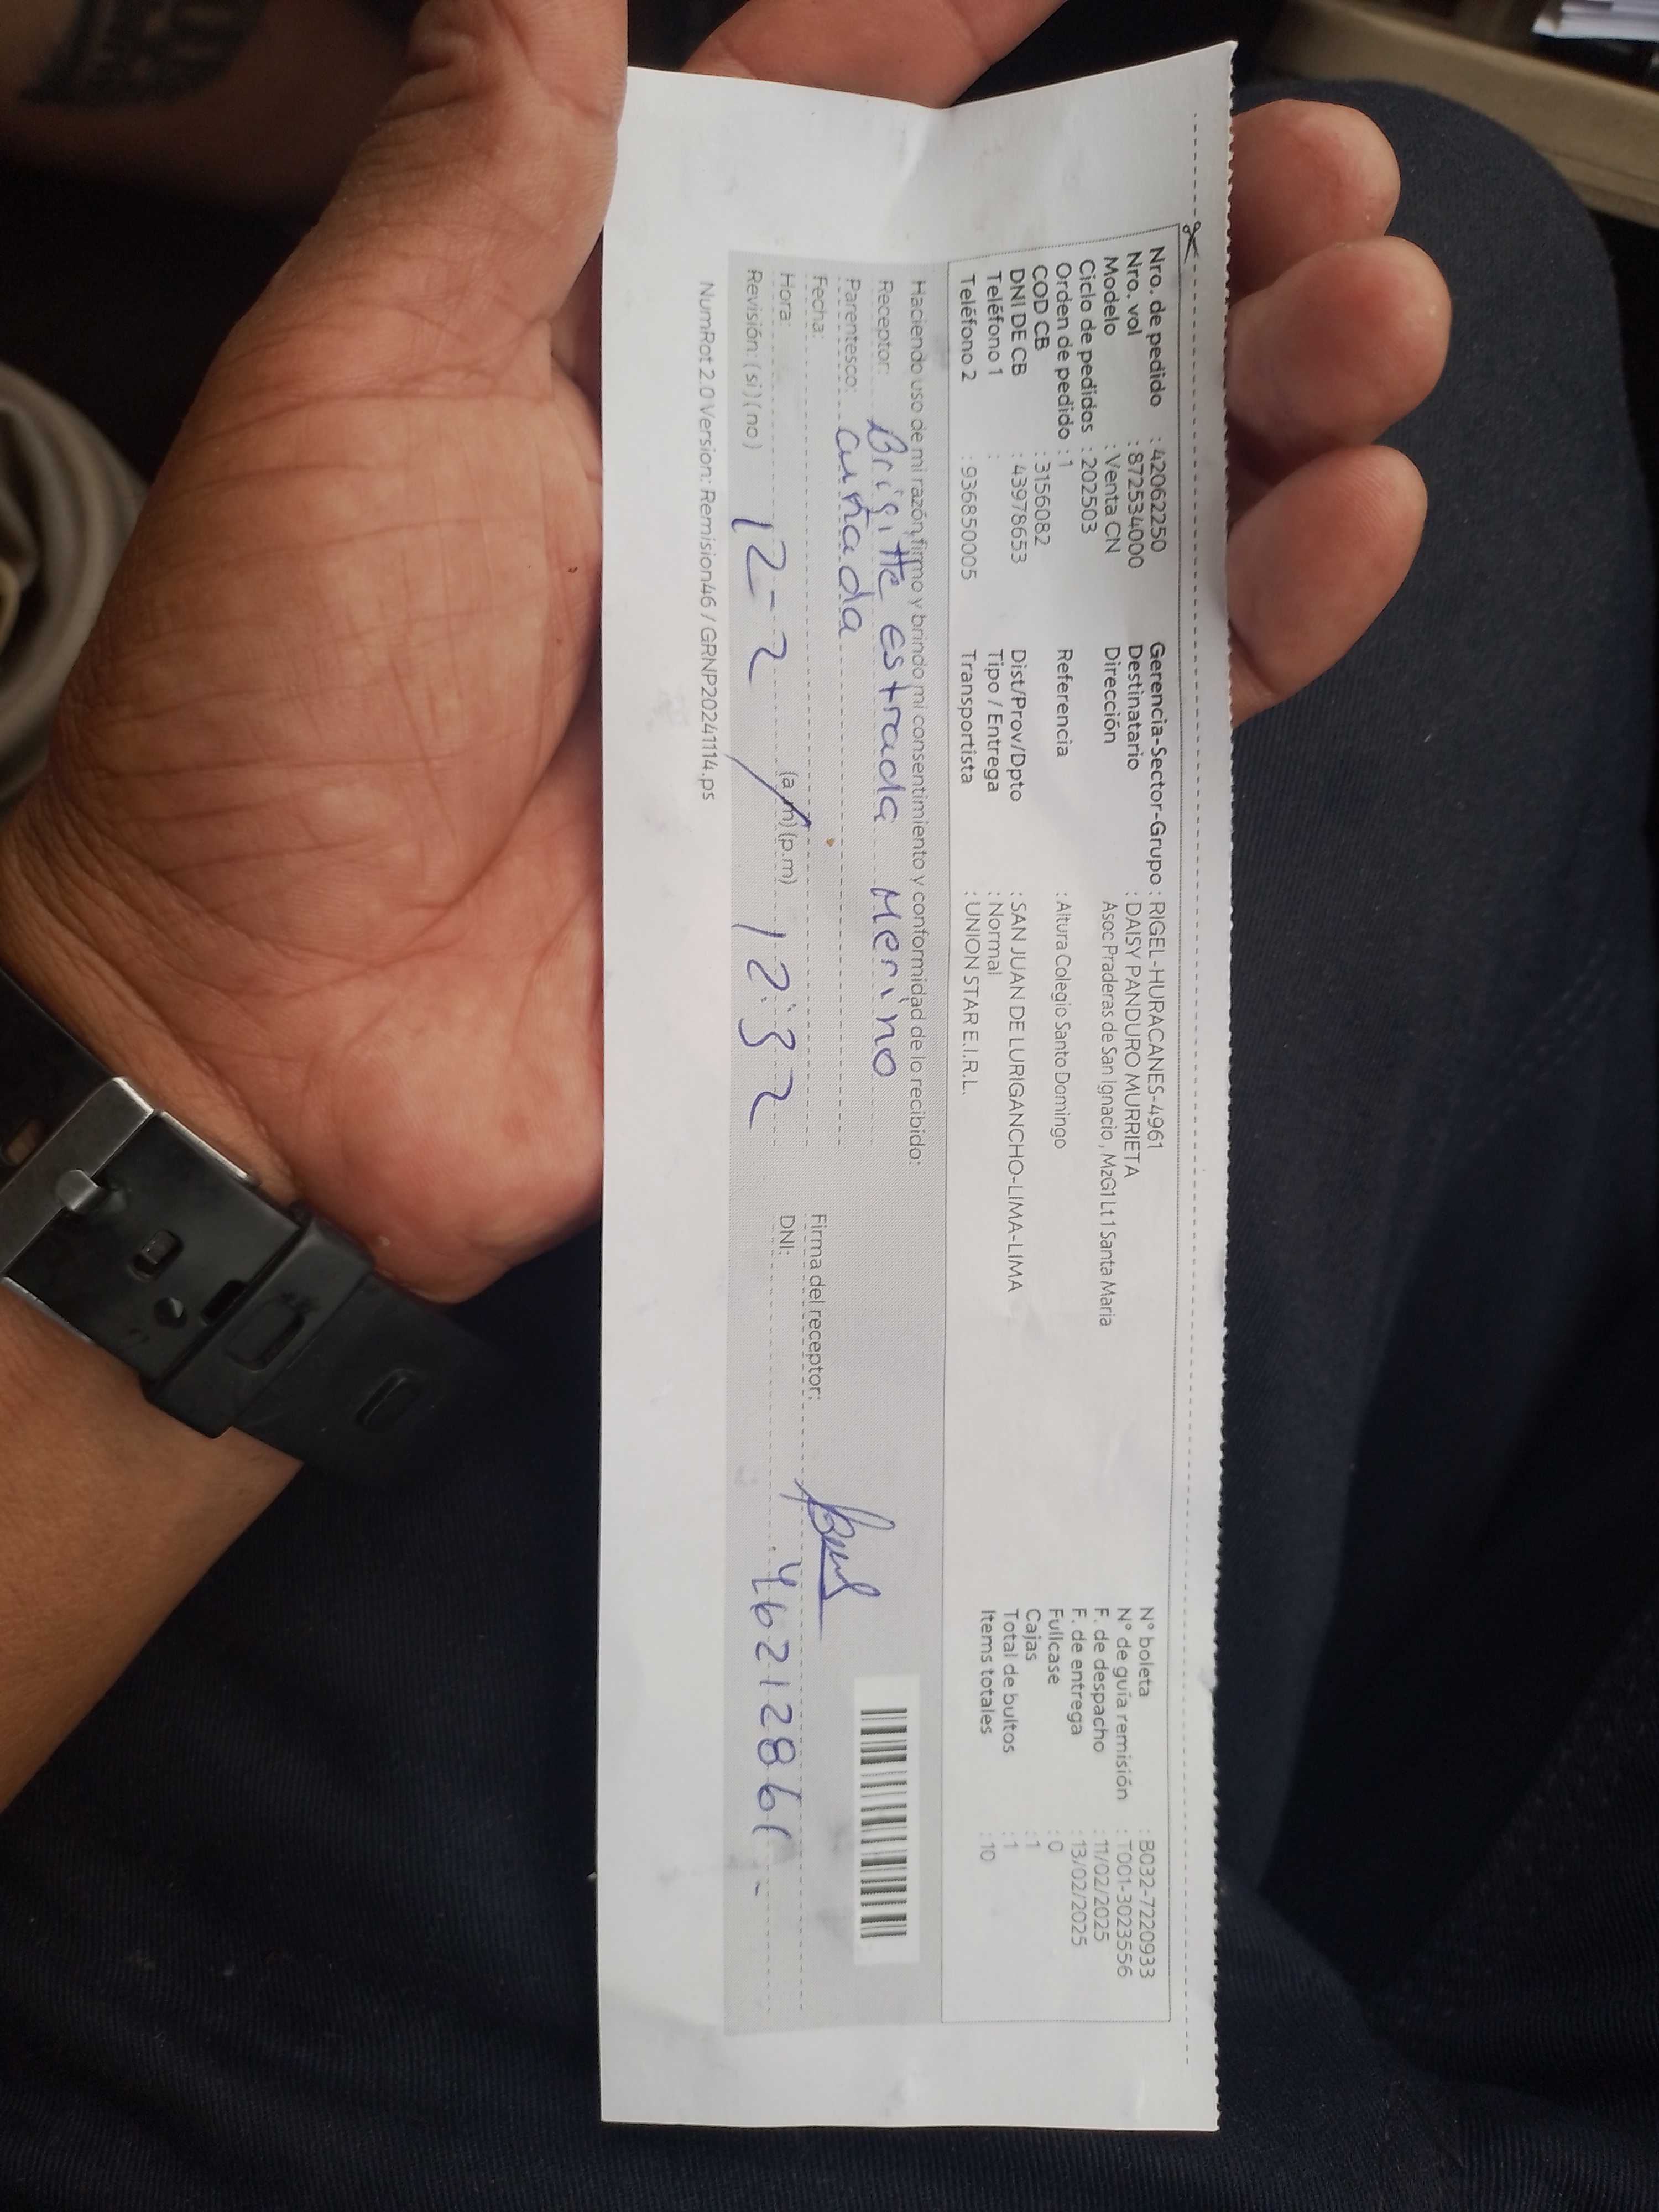 Nro. de pedido : 42062250 Gerencia-Sector-Grupo : RIGEL-HURACANES-4961 N° boleta : B032-7220933
Nro. vol : 872534000 Destinatario : DAISY PANDURO MURRIETA N° de guía remisión : T001-3023556
Modelo : Venta CN Dirección Asoc Praderas de San Ignacio , MzG1 Lt 1 Santa Maria F. de despacho : 11/02/2025
Ciclo de pedidos : 202503 F. de entrega : 13/02/2025
Orden de pedido : 1 Referencia : Altura Colegio Santo Domingo Fullcase : 0
COD CB : 3156082 Cajas : 1
DNI DE CB : 43978653 Dist/Prov/Dpto : SAN JUAN DE LURIGANCHO-LIMA-LIMA Total de bultos : 1
Teléfono 1 : Tipo / Entrega : Normal Items totales : 10
Teléfono 2 : 936850005 Transportista : UNION STAR E.I.R.L.
Haciendo uso de mi razón, firmo y brindo mi consentimiento y conformidad de lo recibido:
Receptor: Brigitte estrada Merino
Parentesco: cuñada
Fecha: Firma del receptor:
Hora: (a.m) (p.m) DNI: 46212861
Revisión: (si) (no) 12-2 / 12:32
NumRot 2.0 Version: Remision46 / GRNP20241114.ps